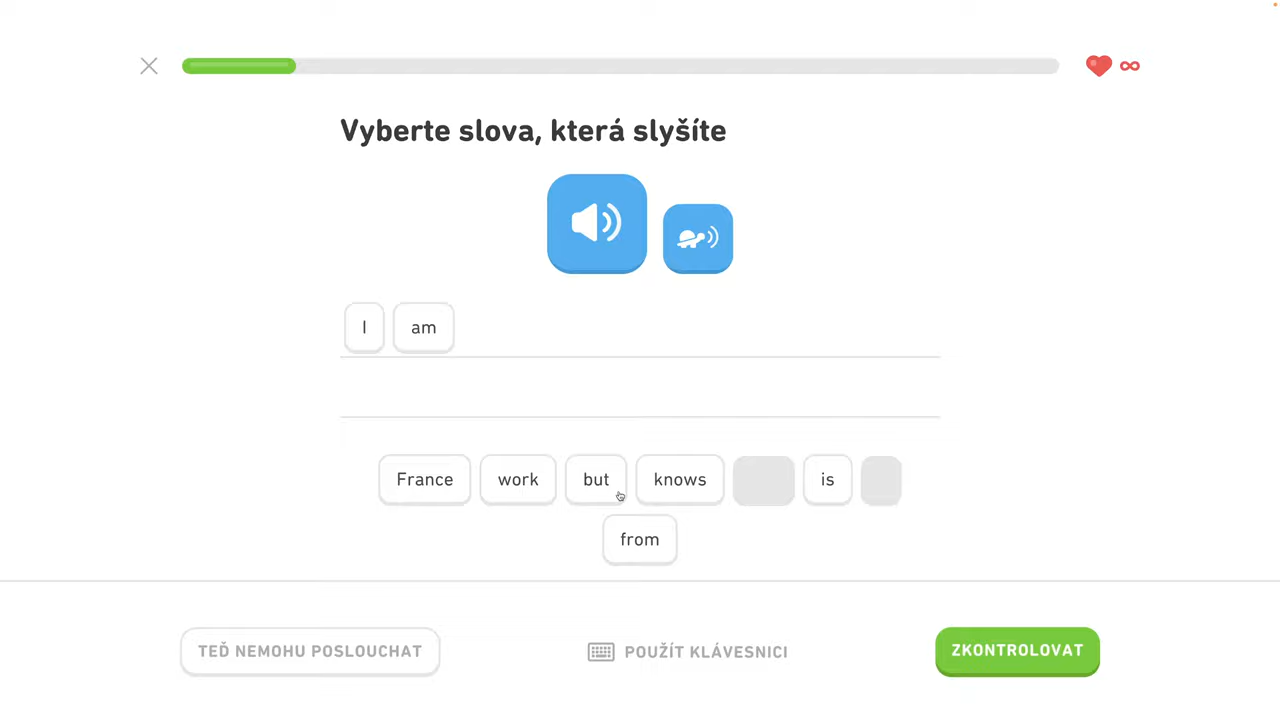 Vyberte slova, která slyšíte
I am
France work but knows is
from
TEĎ NEMOHU POSLOUCHAT POUŽÍT KLÁVESNICI ZKONTROLOVAT